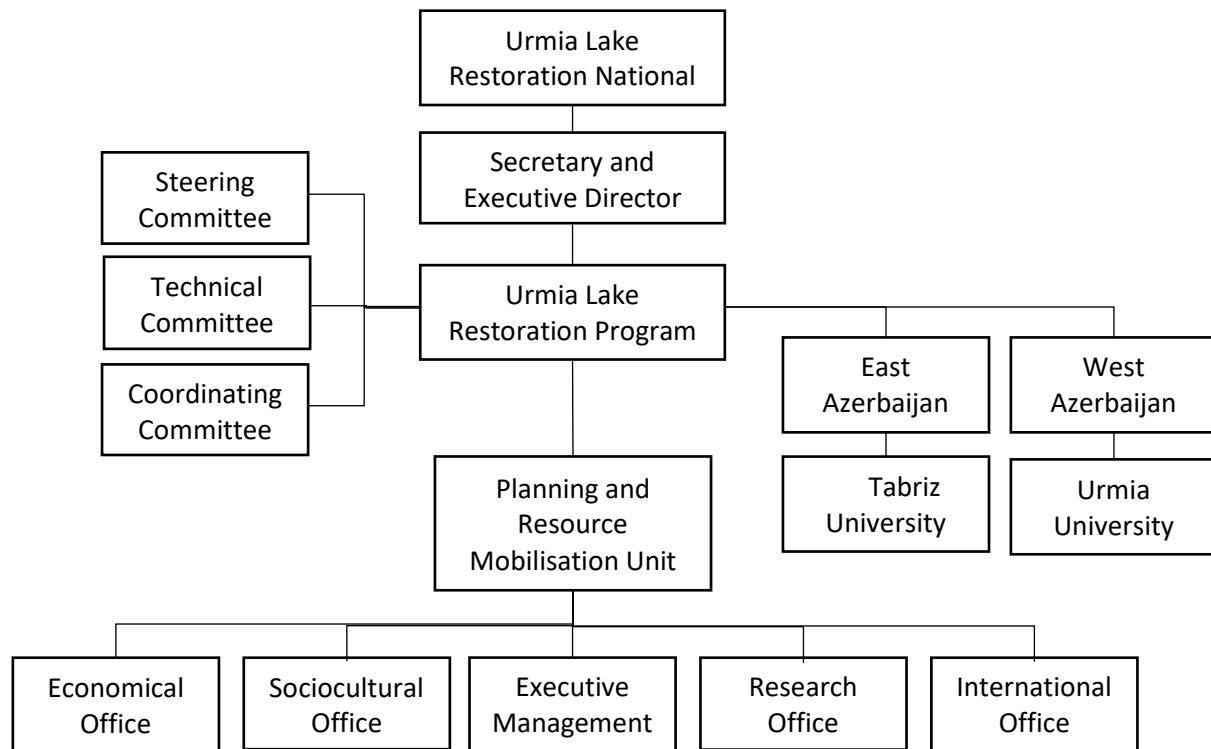 Urmia Lake
Restoration National
Secretary and
Executive Director
Steering
Committee
Technical
Committee
Coordinating
Committee
Urmia Lake
Restoration Program
East
Azerbaijan
West
Azerbaijan
Tabriz
University
Urmia
University
Planning and
Resource
Mobilisation Unit
Economical
Office
Sociocultural
Office
Executive
Management
Research
Office
International
Office